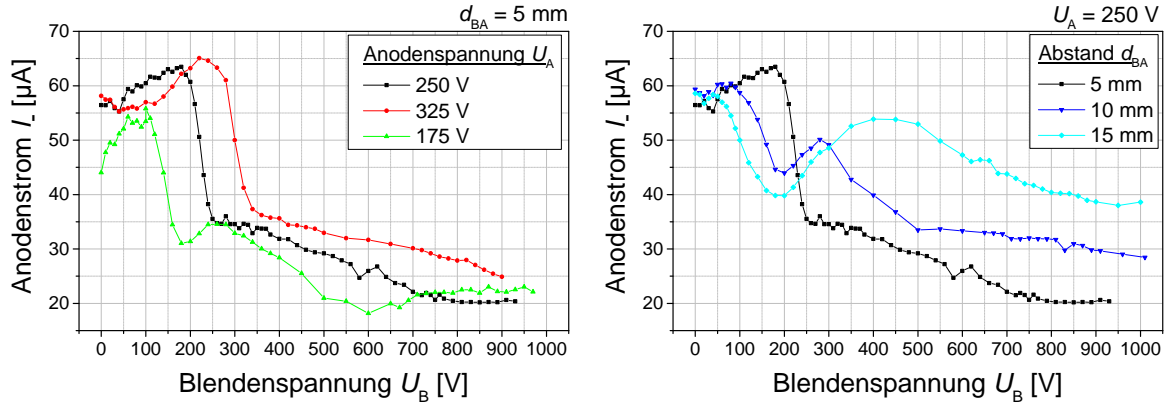 d_BA = 5 mm
70
60
50
40
30
20
Anodenstrom I_- [µA]
Anodenspannung U_A
250 V
325 V
175 V
0 100 200 300 400 500 600 700 800 900 1000
Blendenspannung U_B [V]
U_A = 250 V
70
60
50
40
30
20
Anodenstrom I_- [µA]
Abstand d_BA
5 mm
10 mm
15 mm
0 100 200 300 400 500 600 700 800 900 1000
Blendenspannung U_B [V]